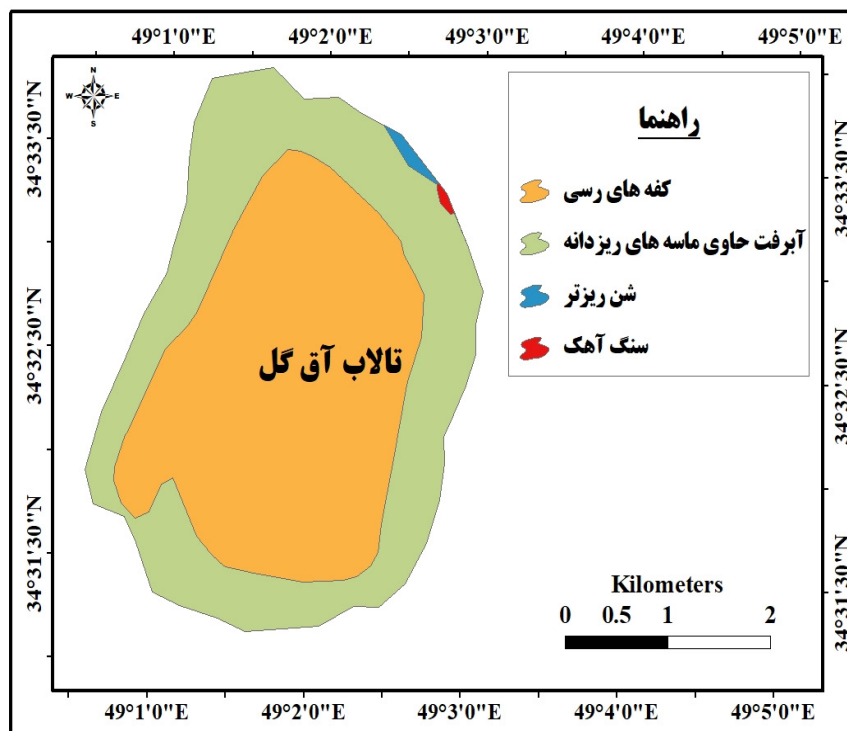 49°1'0"E 49°2'0"E 49°3'0"E 49°4'0"E 49°5'0"E
N
W E
S
راهنما
کفه های رسی
آبرفت حاوی ماسه های ریزدانه
شن ریزتر
سنگ آهک
تالاب آق گل
34°33'30"N
34°32'30"N
34°31'30"N
34°33'30"N
34°32'30"N
34°31'30"N
Kilometers
0 0.5 1 2
49°1'0"E 49°2'0"E 49°3'0"E 49°4'0"E 49°5'0"E